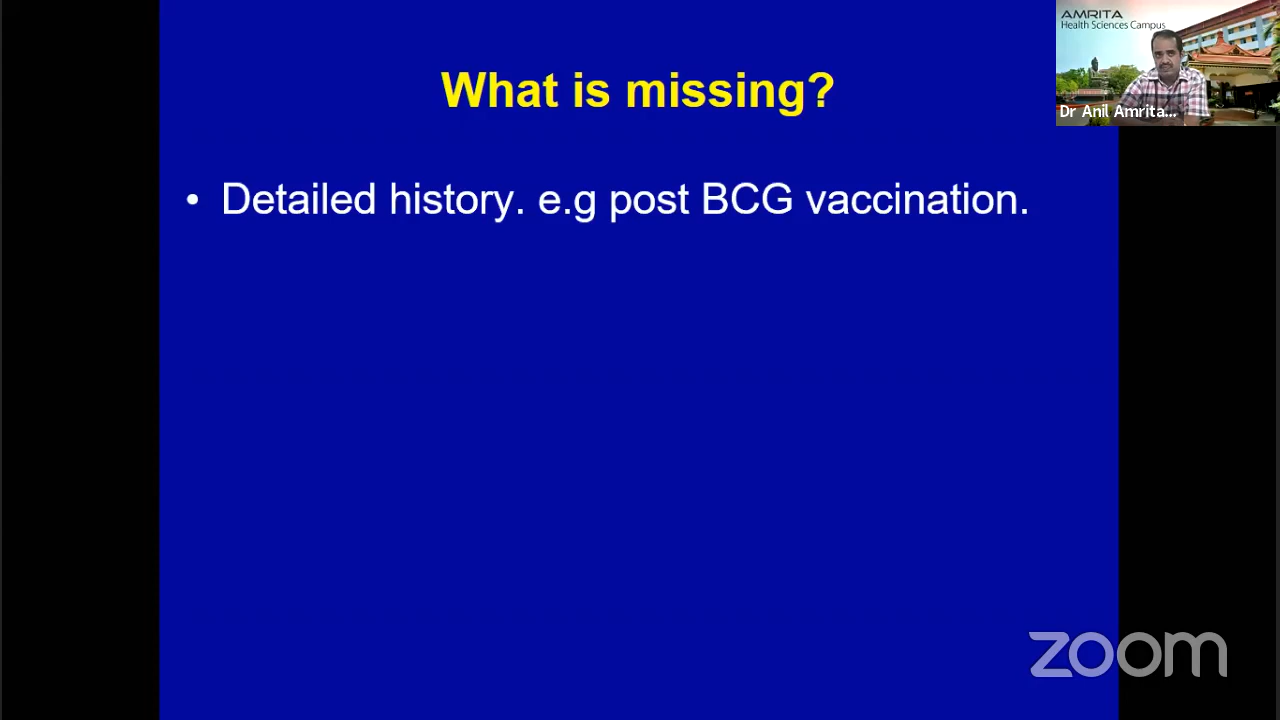 What is missing?
• Detailed history. e.g post BCG vaccination.
AMRITA
Health Sciences Campus
Dr Anil Amrita...
zoom